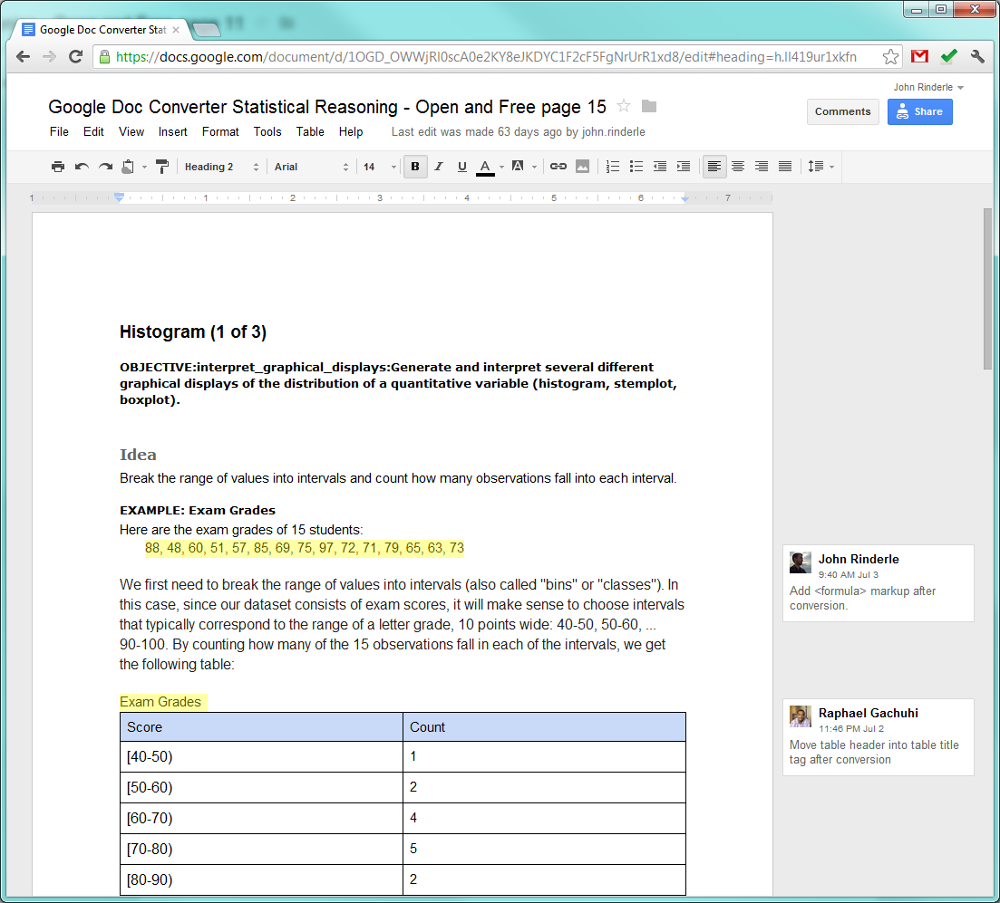 Google Doc Converter Stat
https://docs.google.com/document/d/1OGD_OWWjRl0scA0e2KY8eJKDYC1F2cF5FgNrUrR1xd8/edit#heading=h.ll419ur1xkfn
John Rinderle
Google Doc Converter Statistical Reasoning - Open and Free page 15
Comments
Share
File Edit View Insert Format Tools Table Help Last edit was made 63 days ago by john.rinderle
Heading 2 Arial 14 B I U A A
1 1 2 3 4 5 6 7
Histogram (1 of 3)
OBJECTIVE:interpret_graphical_displays:Generate and interpret several different
graphical displays of the distribution of a quantitative variable (histogram, stemplot,
boxplot).
Idea
Break the range of values into intervals and count how many observations fall into each interval.
EXAMPLE: Exam Grades
Here are the exam grades of 15 students:
88, 48, 60, 51, 57, 85, 69, 75, 97, 72, 71, 79, 65, 63, 73
We first need to break the range of values into intervals (also called "bins" or "classes"). In
this case, since our dataset consists of exam scores, it will make sense to choose intervals
that typically correspond to the range of a letter grade, 10 points wide: 40-50, 50-60, ...
90-100. By counting how many of the 15 observations fall in each of the intervals, we get
the following table:
Exam Grades
Score Count
[40-50) 1
[50-60) 2
[60-70) 4
[70-80) 5
[80-90) 2
John Rinderle
9:40 AM Jul 3
Add <formula> markup after
conversion.
Raphael Gachuhi
11:46 PM Jul 2
Move table header into table title
tag after conversion